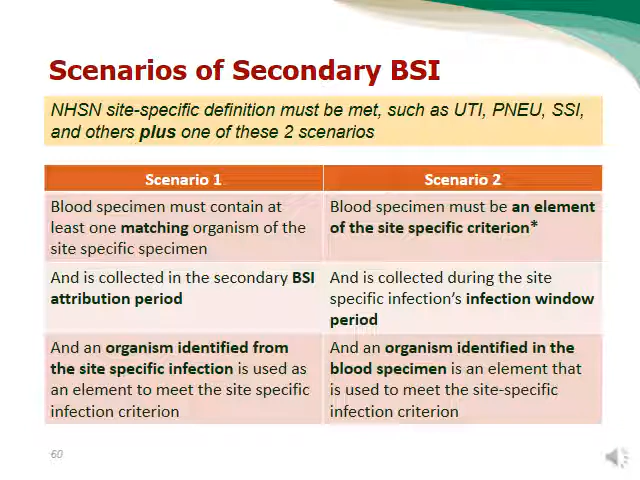 Scenarios of Secondary BSI
NHSN site-specific definition must be met, such as UTI, PNEU, SSI,
and others plus one of these 2 scenarios
Scenario 1
Scenario 2
Blood specimen must contain at
least one matching organism of the
site specific specimen
Blood specimen must be an element
of the site specific criterion*
And is collected in the secondary BSI
attribution period
And is collected during the site
specific infection's infection window
period
And an organism identified from
the site specific infection is used as
an element to meet the site specific
infection criterion
And an organism identified in the
blood specimen is an element that
is used to meet the site-specific
infection criterion
60